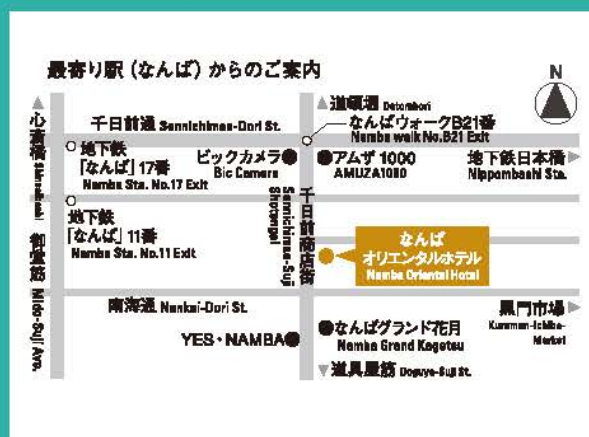 最寄り駅（なんば）からのご案内
N
心斎橋 Shinsaibashi
千日前通 Sennichimae-Dori St.
道頓堀 Dotonbori
なんばウォークB21番
Namba walk No.B21 Exit
地下鉄
「なんば」17番
Namba Sta. No.17 Exit
ビックカメラ
Bic Camera
アムザ 1000
AMUZA1000
地下鉄日本橋
Nippombashi Sta.
地下鉄
「なんば」11番
Namba Sta. No.11 Exit
千日前商店街
Sennichimae-Suji
Shotengai
なんば
オリエンタルホテル
Namba Oriental Hotel
御堂筋 Mido-Suji Ave.
南海通 Nankai-Dori St.
黒門市場
Kuromon-Ichiba-
Market
YES・NAMBA
なんばグランド花月
Namba Grand Kagetsu
道具屋筋 Doguya-Suji St.